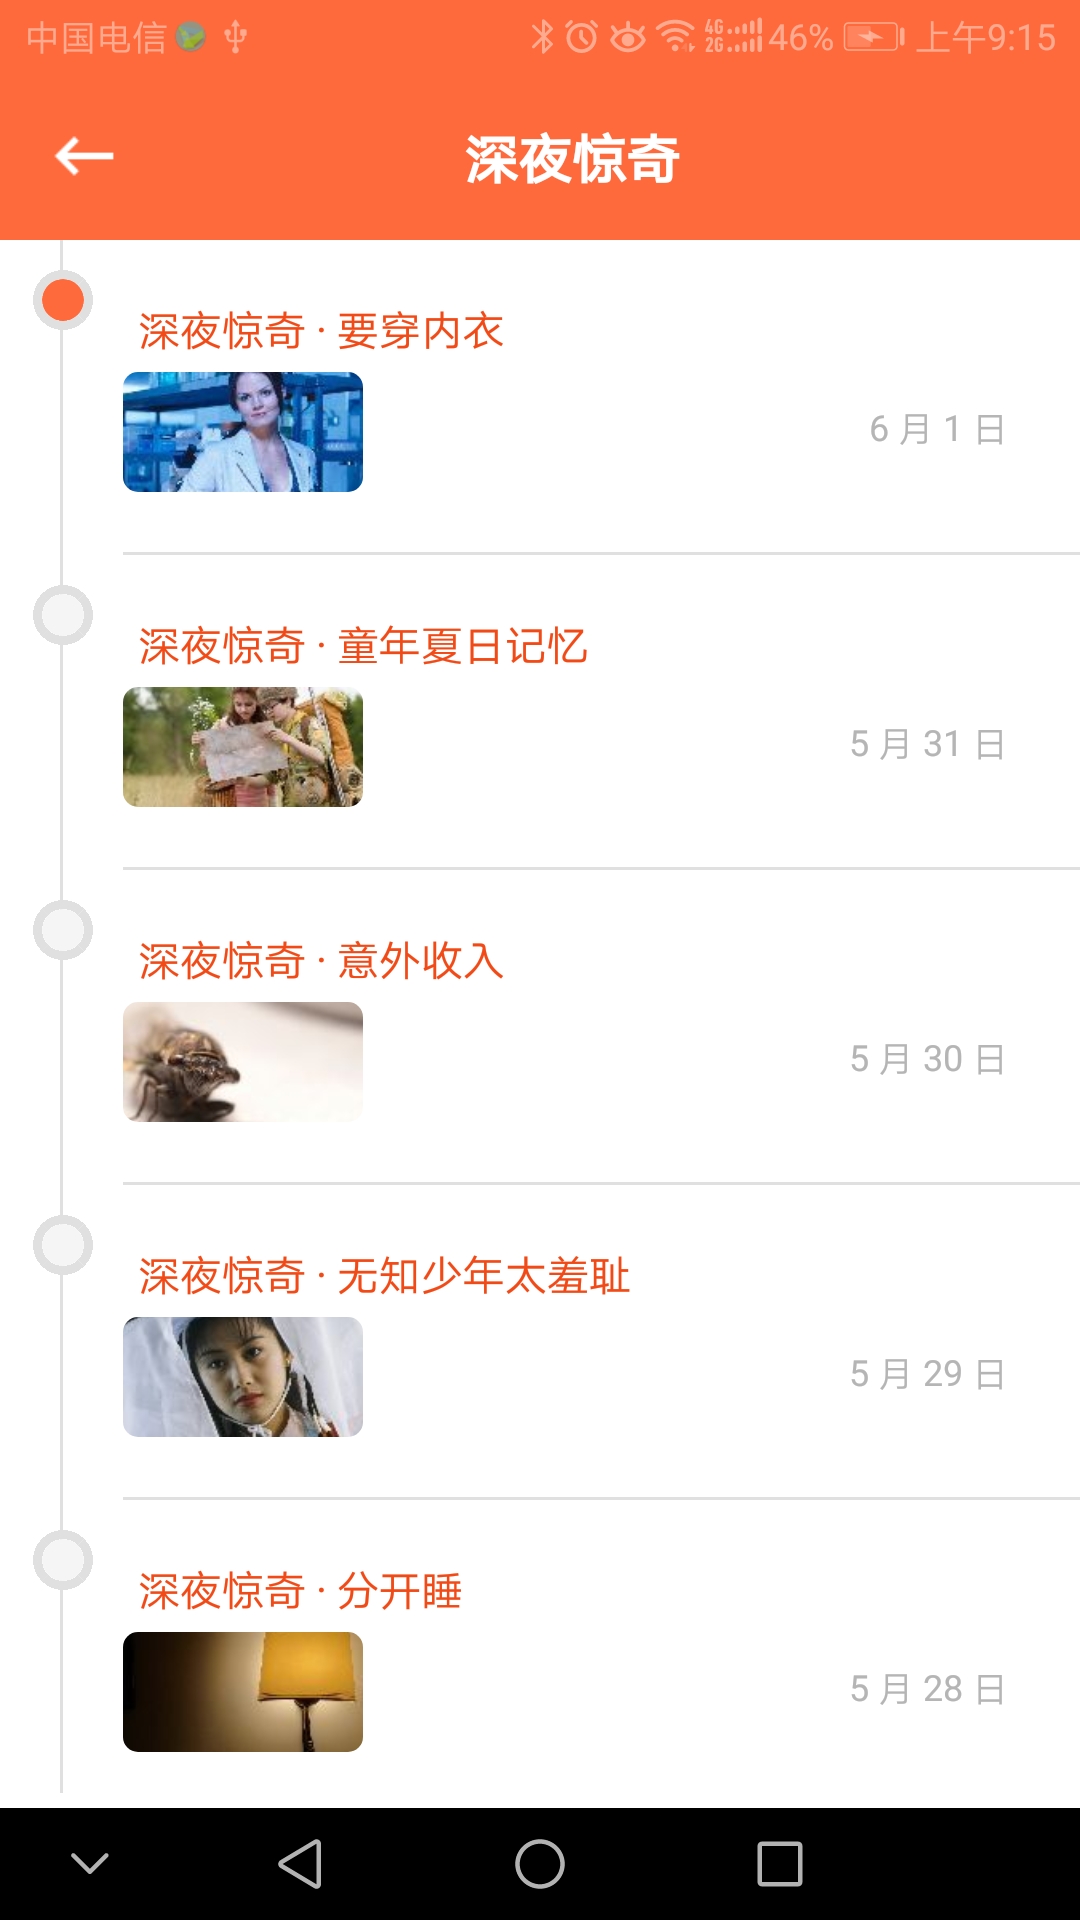 中国电信 4G 2G 46% 上午9:15
深夜惊奇
深夜惊奇 · 要穿内衣
6 月 1 日
深夜惊奇 · 童年夏日记忆
5 月 31 日
深夜惊奇 · 意外收入
5 月 30 日
深夜惊奇 · 无知少年太羞耻
5 月 29 日
深夜惊奇 · 分开睡
5 月 28 日